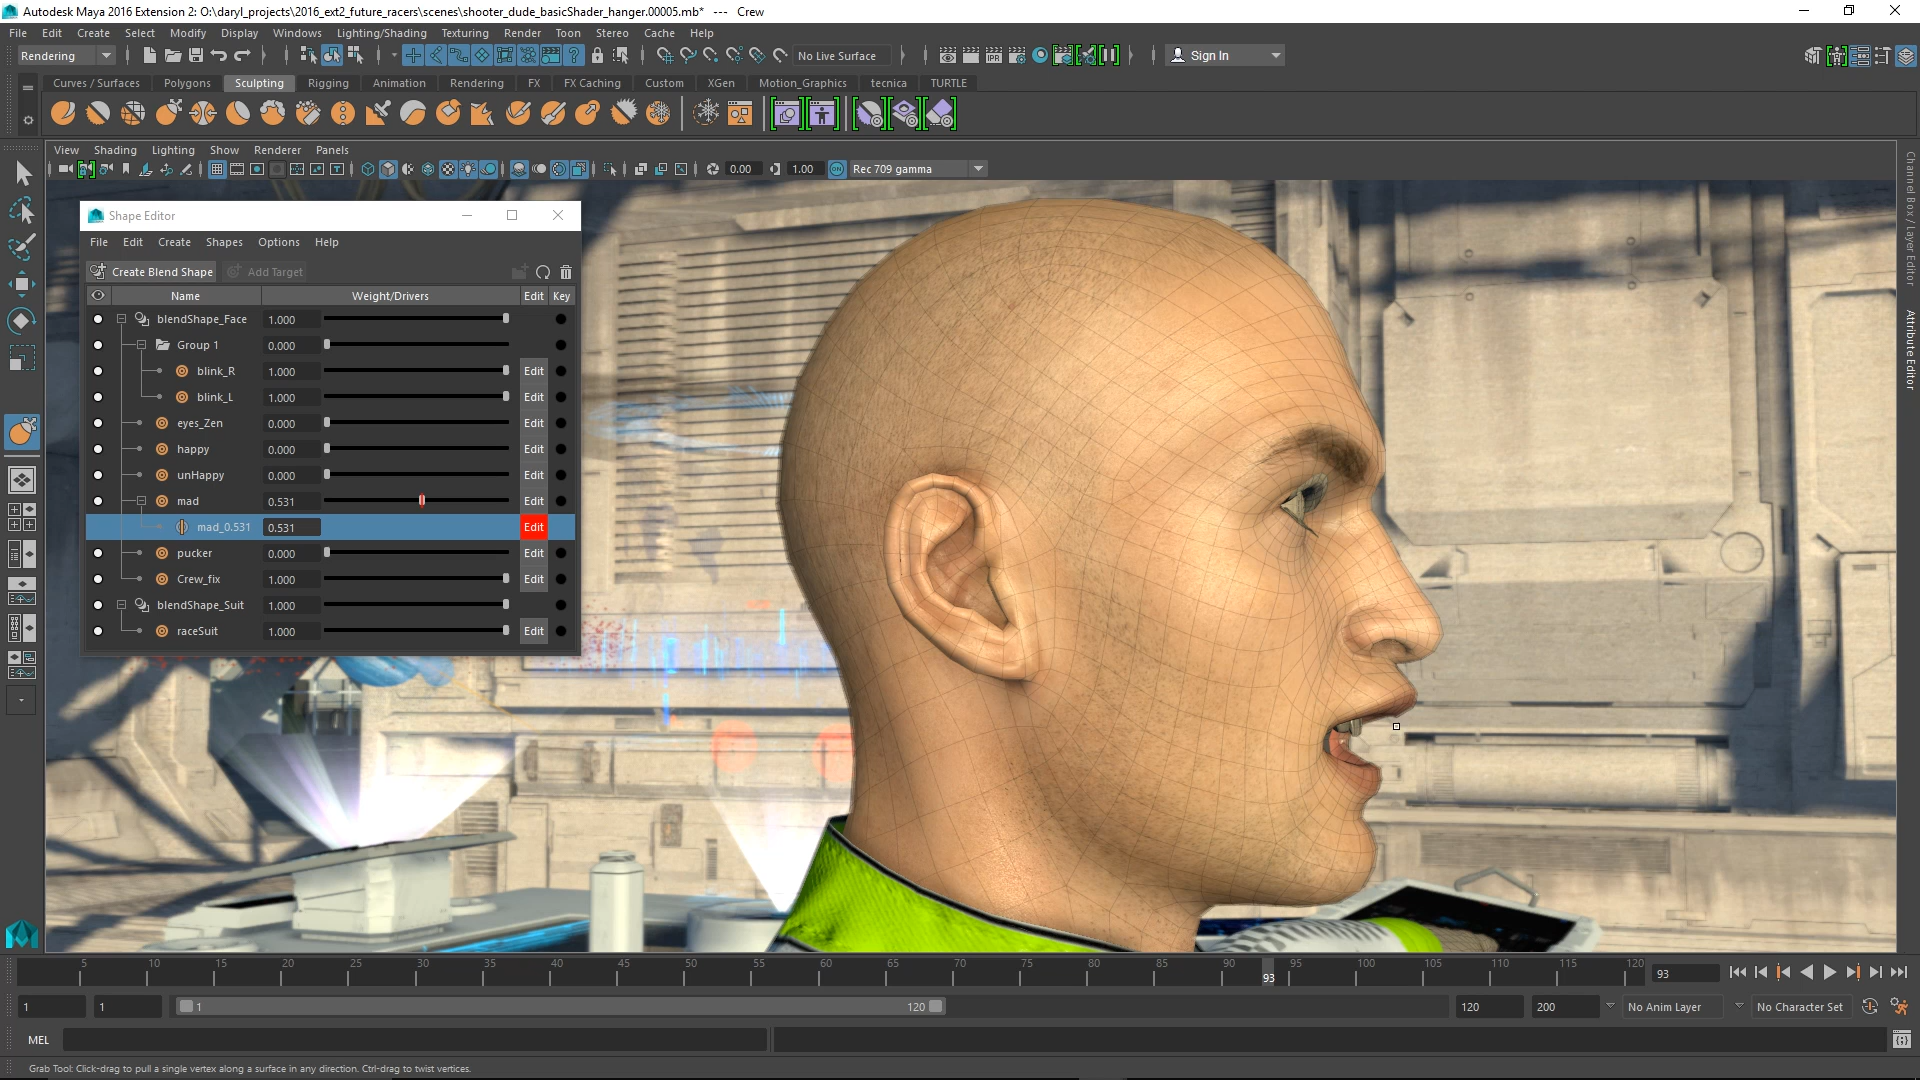 Autodesk Maya 2016 Extension 2: O:\daryl_projects\2016_ext2_future_racers\scenes\shooter_dude_basicShader_hanger.00005.mb* --- Crew
File Edit Create Select Modify Display Windows Lighting/Shading Texturing Render Toon Stereo Cache Help
Rendering No Live Surface IPR Sign In
Curves / Surfaces Polygons Sculpting Rigging Animation Rendering FX FX Caching Custom XGen Motion_Graphics tecnica TURTLE
View Shading Lighting Show Renderer Panels
0.00 1.00 ON Rec 709 gamma
Channel Box / Layer Editor
Attribute Editor
Shape Editor
File Edit Create Shapes Options Help
Create Blend Shape Add Target
Name Weight/Drivers Edit Key
blendShape_Face 1.000
Group 1 0.000
blink_R 1.000 Edit
blink_L 1.000 Edit
eyes_Zen 0.000 Edit
happy 0.000 Edit
unHappy 0.000 Edit
mad 0.531 Edit
mad_0.531 0.531 Edit
pucker 0.000 Edit
Crew_fix 1.000 Edit
blendShape_Suit 1.000
raceSuit 1.000 Edit
5 10 15 20 25 30 35 40 45 50 55 60 65 70 75 80 85 90 93 95 100 105 110 115 120 93
1 1 1 120 120 200 No Anim Layer No Character Set
MEL
Grab Tool: Click-drag to pull a single vertex along a surface in any direction. Ctrl-drag to twist vertices.